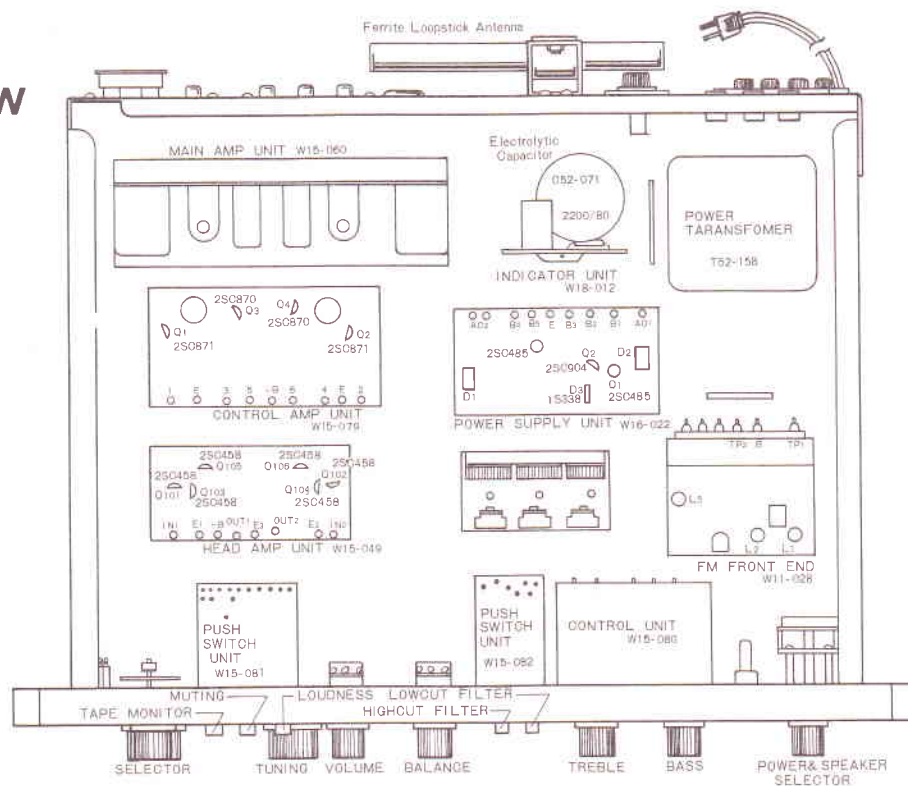 W
Ferrite Loopstick Antenna
MAIN AMP UNIT W15-060
Electrolytic
Capacitor
C52-071
2200/80
INDICATOR UNIT
W18-012
POWER
TARANSFOMER
T52-158
2SC870
Q4
Q3
2SC870
Q1
Q2
2SC871
2SC871
1 E 3 5 -B 6 4 E 2
CONTROL AMP UNIT
W15-079
AC2 B4 B5 E B3 B2 B1 AC1
2SC485
Q2
D2
2SC904
D1
D3
1S338
Q1
2SC485
POWER SUPPLY UNIT W16-022
2SC458
2SC458
Q105
Q106
2SC458
2SC458
Q101
Q103
Q104
Q102
2SC458
2SC458
IN1 E1 -B OUT1 E3 OUT2 E2 IN2
HEAD AMP UNIT W15-049
TP2 B TP1
L3
L2
L1
FM FRONT END
W11-028
PUSH
SWITCH
UNIT
W15-081
PUSH
SWITCH
UNIT
W15-082
CONTROL UNIT
W15-080
MUTING
LOUDNESS LOWCUT FILTER
TAPE MONITOR
HIGHCUT FILTER
SELECTOR TUNING VOLUME BALANCE TREBLE BASS POWER& SPEAKER
SELECTOR